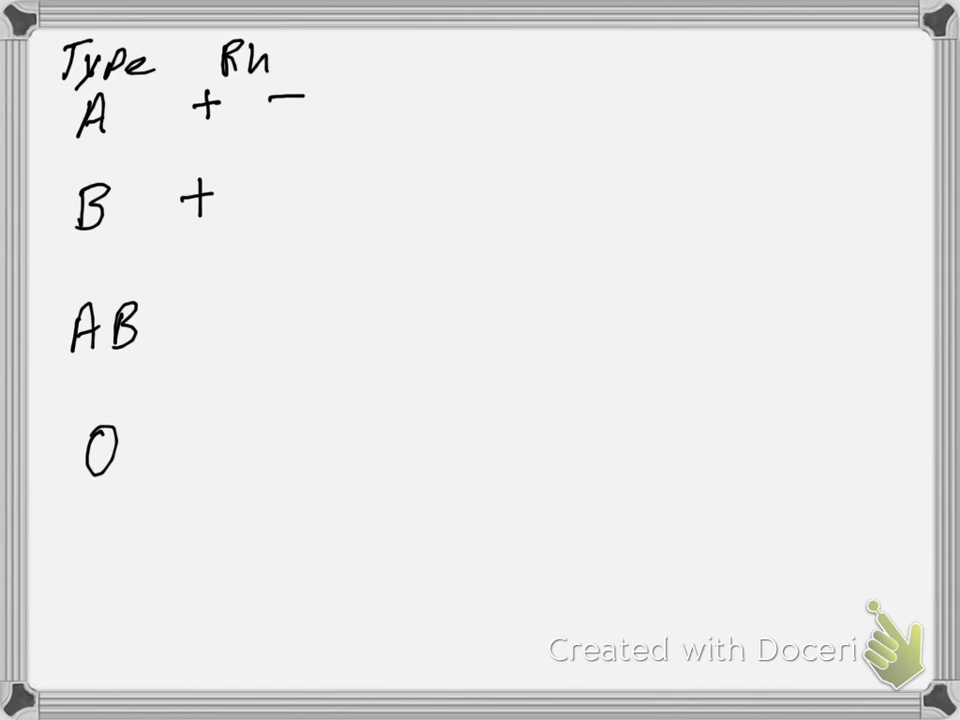 Type Rh
A + -
B +
AB
O
Created with Doceri